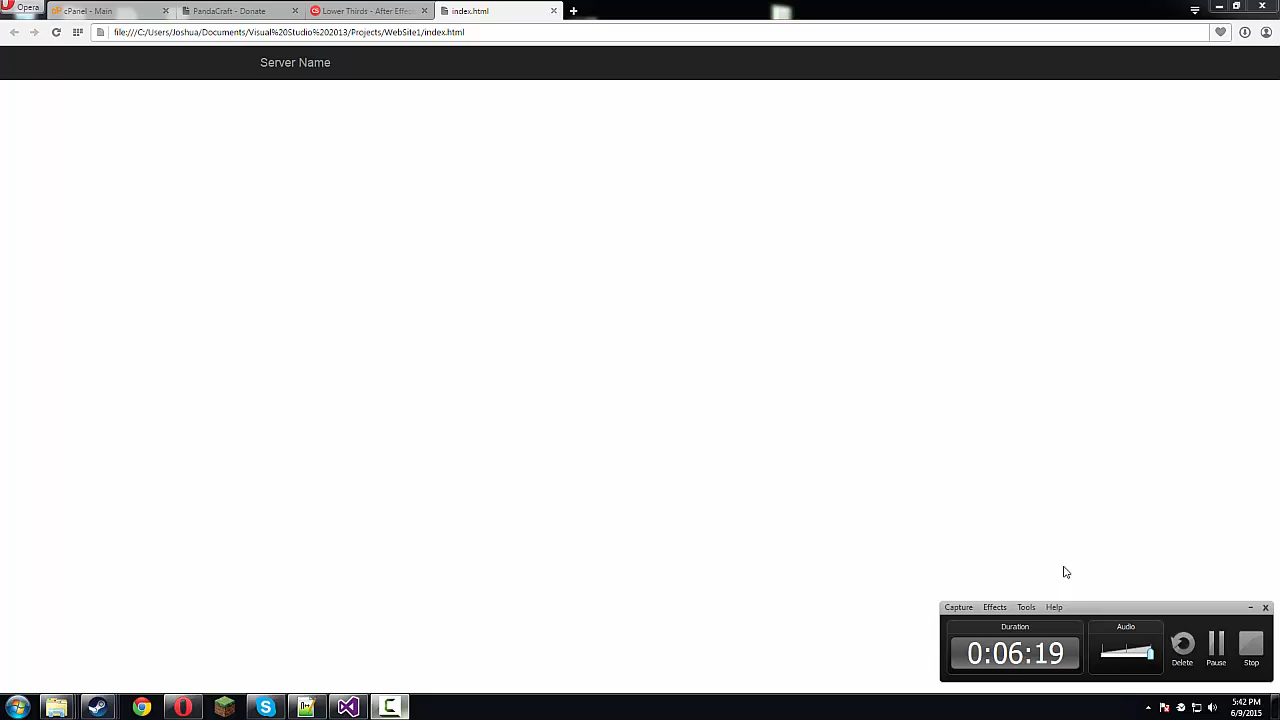 Opera
cP cPanel - Main
PandaCraft - Donate
Lower Thirds - After Effec
index.html
file:///C:/Users/Joshua/Documents/Visual%20Studio%202013/Projects/WebSite1/index.html
Server Name
Capture Effects Tools Help
Duration
Audio
0:06:19
Delete Pause Stop
5:42 PM
6/9/2015